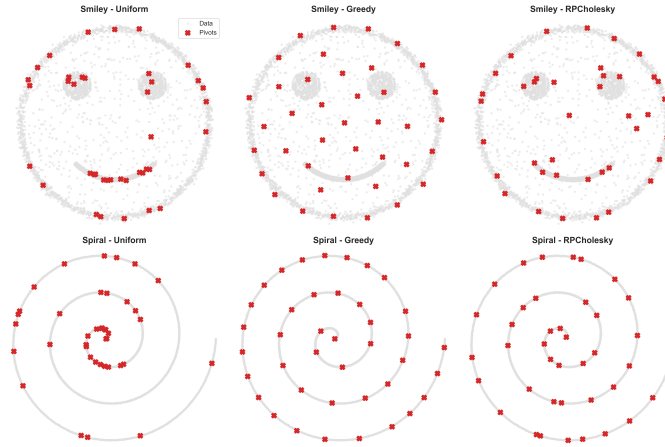 Smiley - Uniform
Smiley - Greedy
Smiley - RPCholesky
Data
Pivots
Spiral - Uniform
Spiral - Greedy
Spiral - RPCholesky